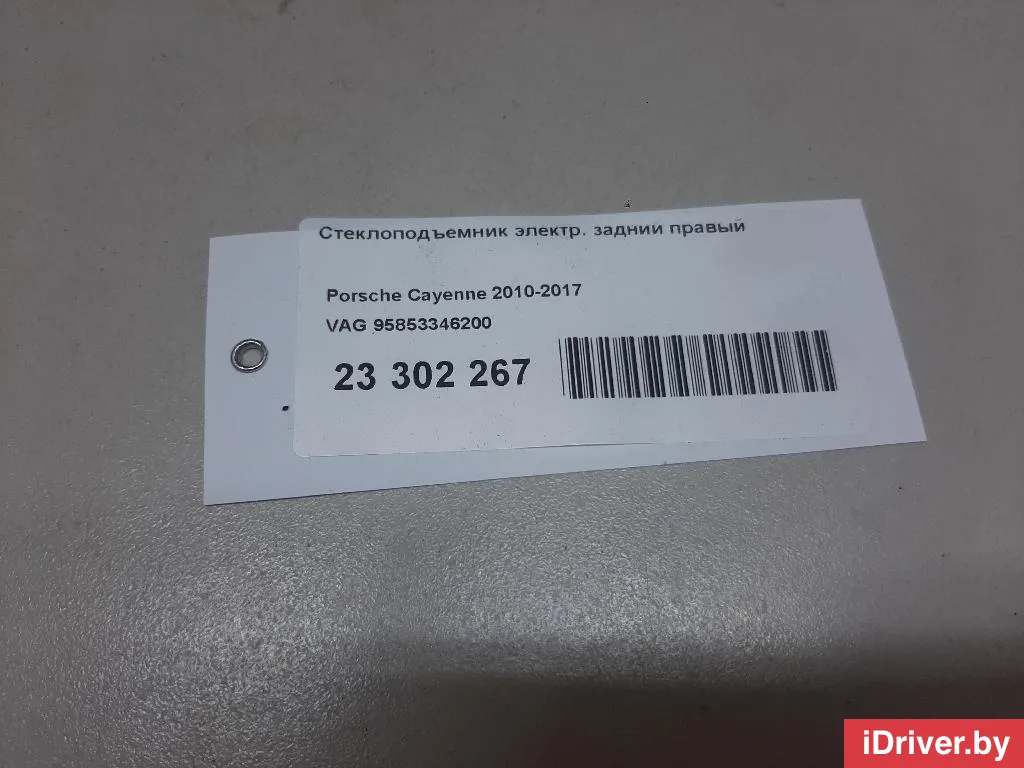 Стеклоподъемник электр. задний правый
Porsche Cayenne 2010-2017
VAG 95853346200
23 302 267
iDriver.by